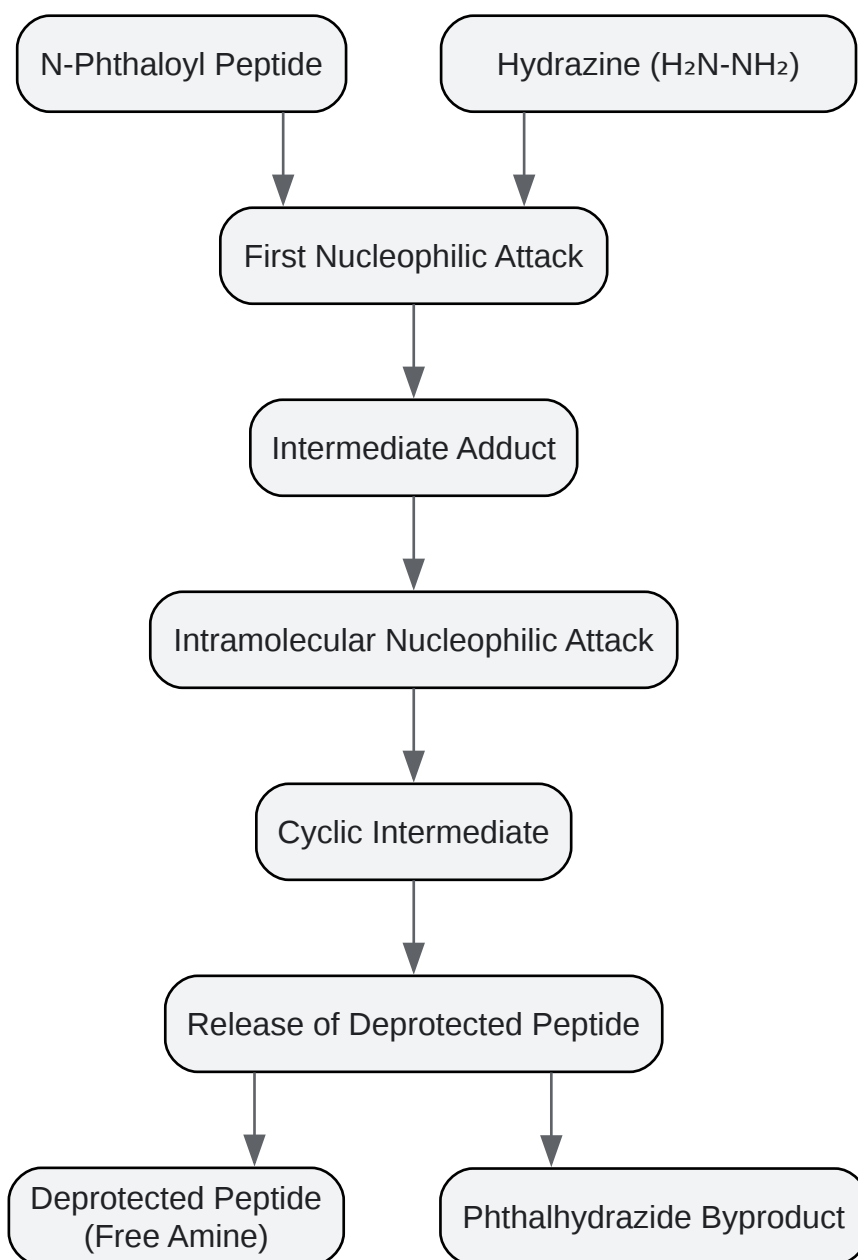 N-Phthaloyl Peptide
Hydrazine (H₂N-NH₂)
First Nucleophilic Attack
Intermediate Adduct
Intramolecular Nucleophilic Attack
Cyclic Intermediate
Release of Deprotected Peptide
Deprotected Peptide
(Free Amine)
Phthalhydrazide Byproduct